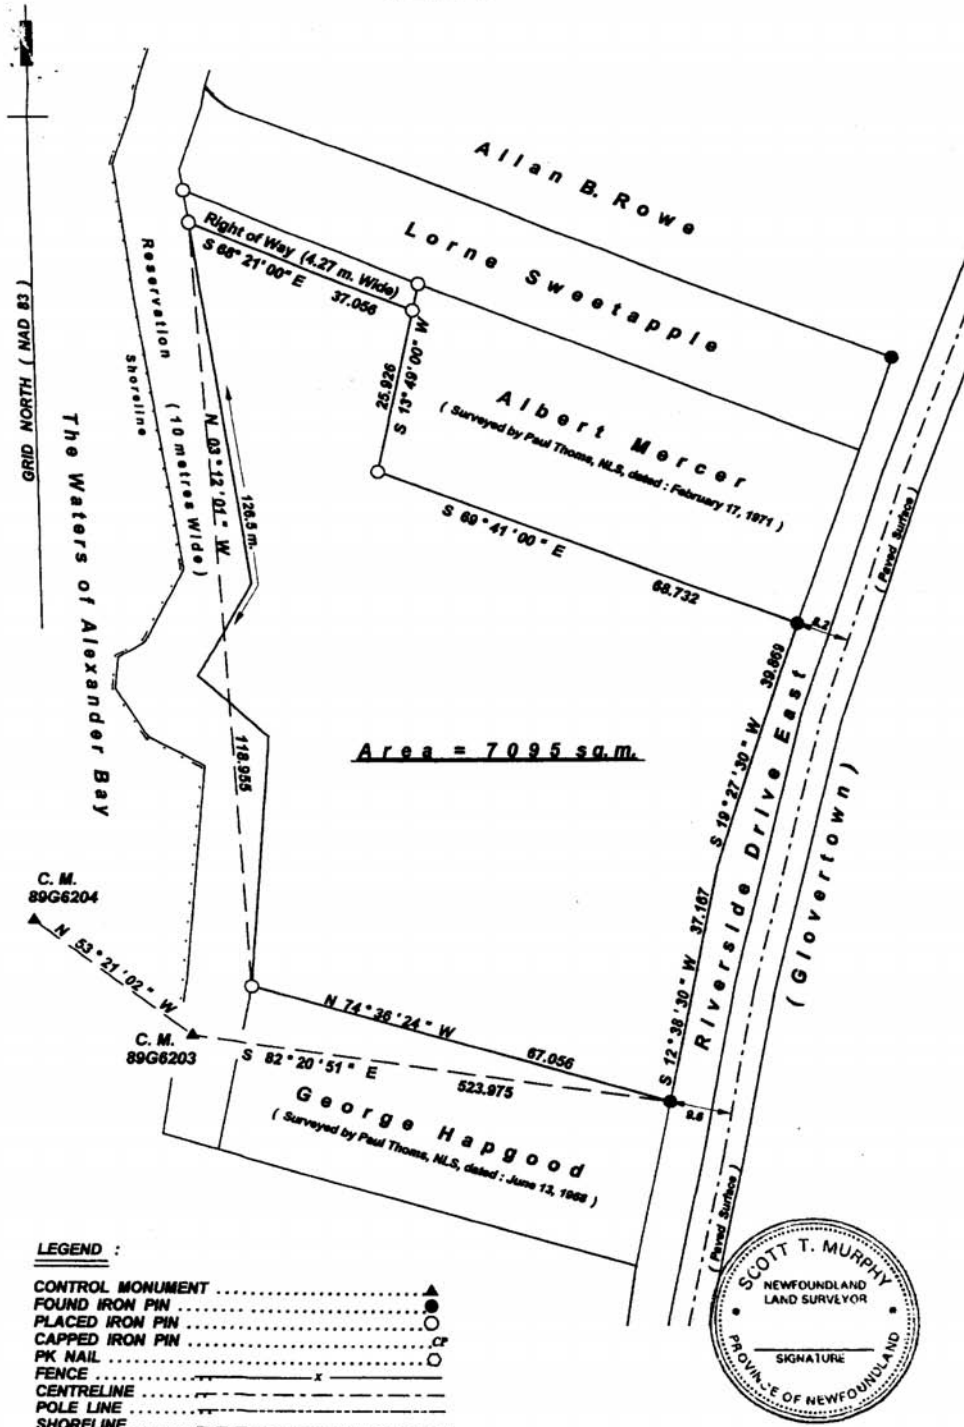 Allan B. Rowe
Lorne Sweetapple
Right of Way (4.27 m. Wide)
S 68° 21' 00" E 37.056
25.926
S 13° 49' 00" W
Albert Mercer
( Surveyed by Paul Thoms, NLS, dated : February 17, 1971 )
S 69° 41' 00" E 68.732
GRID NORTH ( NAD 83 )
Reservation ( 10 metres Wide )
Shoreline
The Waters of Alexander Bay
N 03° 12' 01" W 118.955
126.5 m.
( Paved Surface )
8.2
S 19° 27' 30" W 39.869
Area = 7095 sq.m.
Riverside Drive East
( Glovertown )
S 12° 38' 30" W 37.167
C. M.
89G6204
N 53° 21' 02" W
C. M.
89G6203
N 74° 36' 24" W 67.056
S 82° 20' 51" E 523.975
9.6
George Hapgood
( Surveyed by Paul Thoms, NLS, dated : June 13, 1968 )
( Paved Surface )
LEGEND :
CONTROL MONUMENT
FOUND IRON PIN
PLACED IRON PIN
CAPPED IRON PIN CP
PK NAIL
FENCE x
CENTRELINE
POLE LINE
SHORELINE
SCOTT T. MURPHY
NEWFOUNDLAND
LAND SURVEYOR
SIGNATURE
PROVINCE OF NEWFOUNDLAND